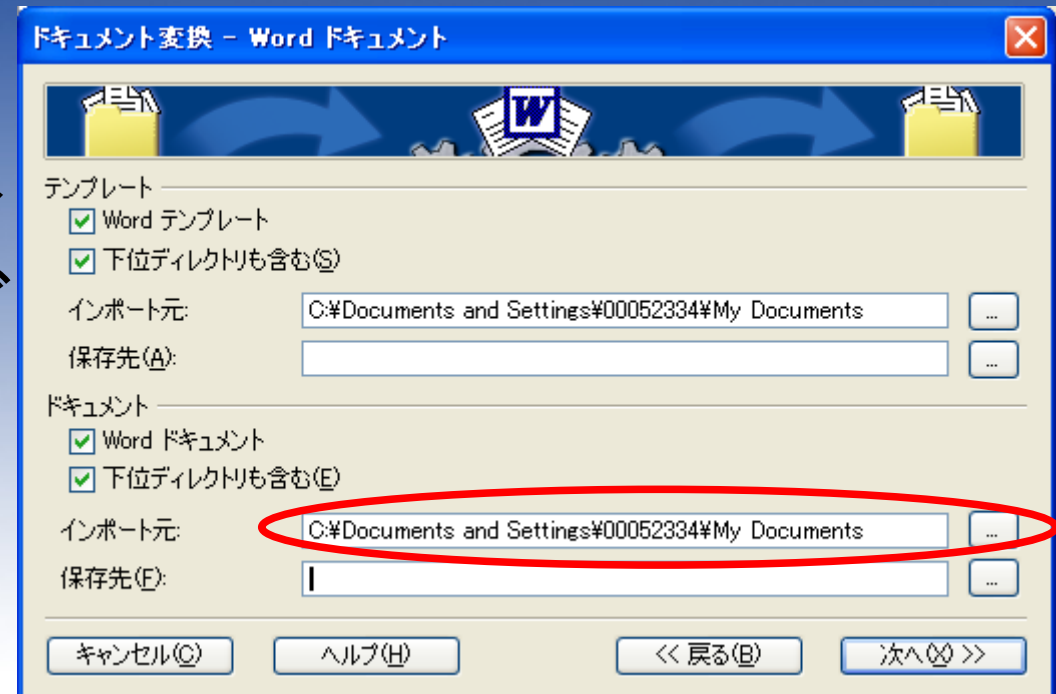 ドキュメント変換 - Word ドキュメント
W
テンプレート
Word テンプレート
下位ディレクトリも含む(S)
インポート元: C:¥Documents and Settings¥00052334¥My Documents ...
保存先(A): ...
ドキュメント
Word ドキュメント
下位ディレクトリも含む(E)
インポート元: C:¥Documents and Settings¥00052334¥My Documents ...
保存先(F): ...
キャンセル(C) ヘルプ(H) << 戻る(B) 次へ(X) >>